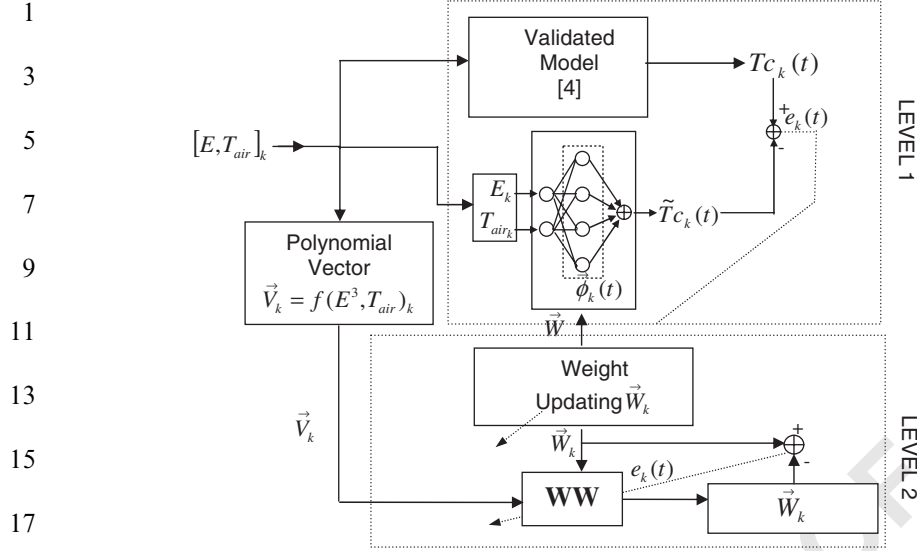 1
3
5
7
9
11
13
15
17
Validated
Model
[4]
Tc_k(t)
+
e_k(t)
-
LEVEL 1
[E,T_air]_k
E_k
T_air_k
T̃c_k(t)
ϕ⃗_k(t)
Polynomial
Vector
V⃗_k = f(E³,T_air)_k
W⃗
Weight
Updating W⃗_k
V⃗_k
W⃗_k
+
-
e_k(t)
WW
W⃗_k
LEVEL 2